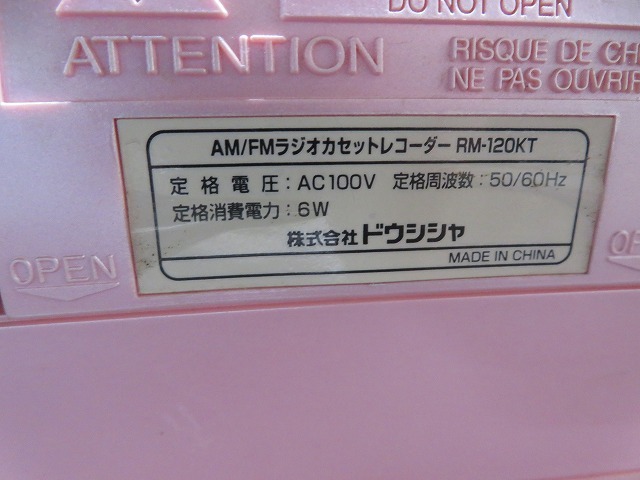 DO NOT OPEN
ATTENTION
RISQUE DE
NE PAS OUVRIR
AM/FMラジオカセットレコーダー RM-120KT
定格電圧:AC100V 定格周波数:50/60Hz
定格消費電力:6W
株式会社ドウシシャ
MADE IN CHINA
OPEN